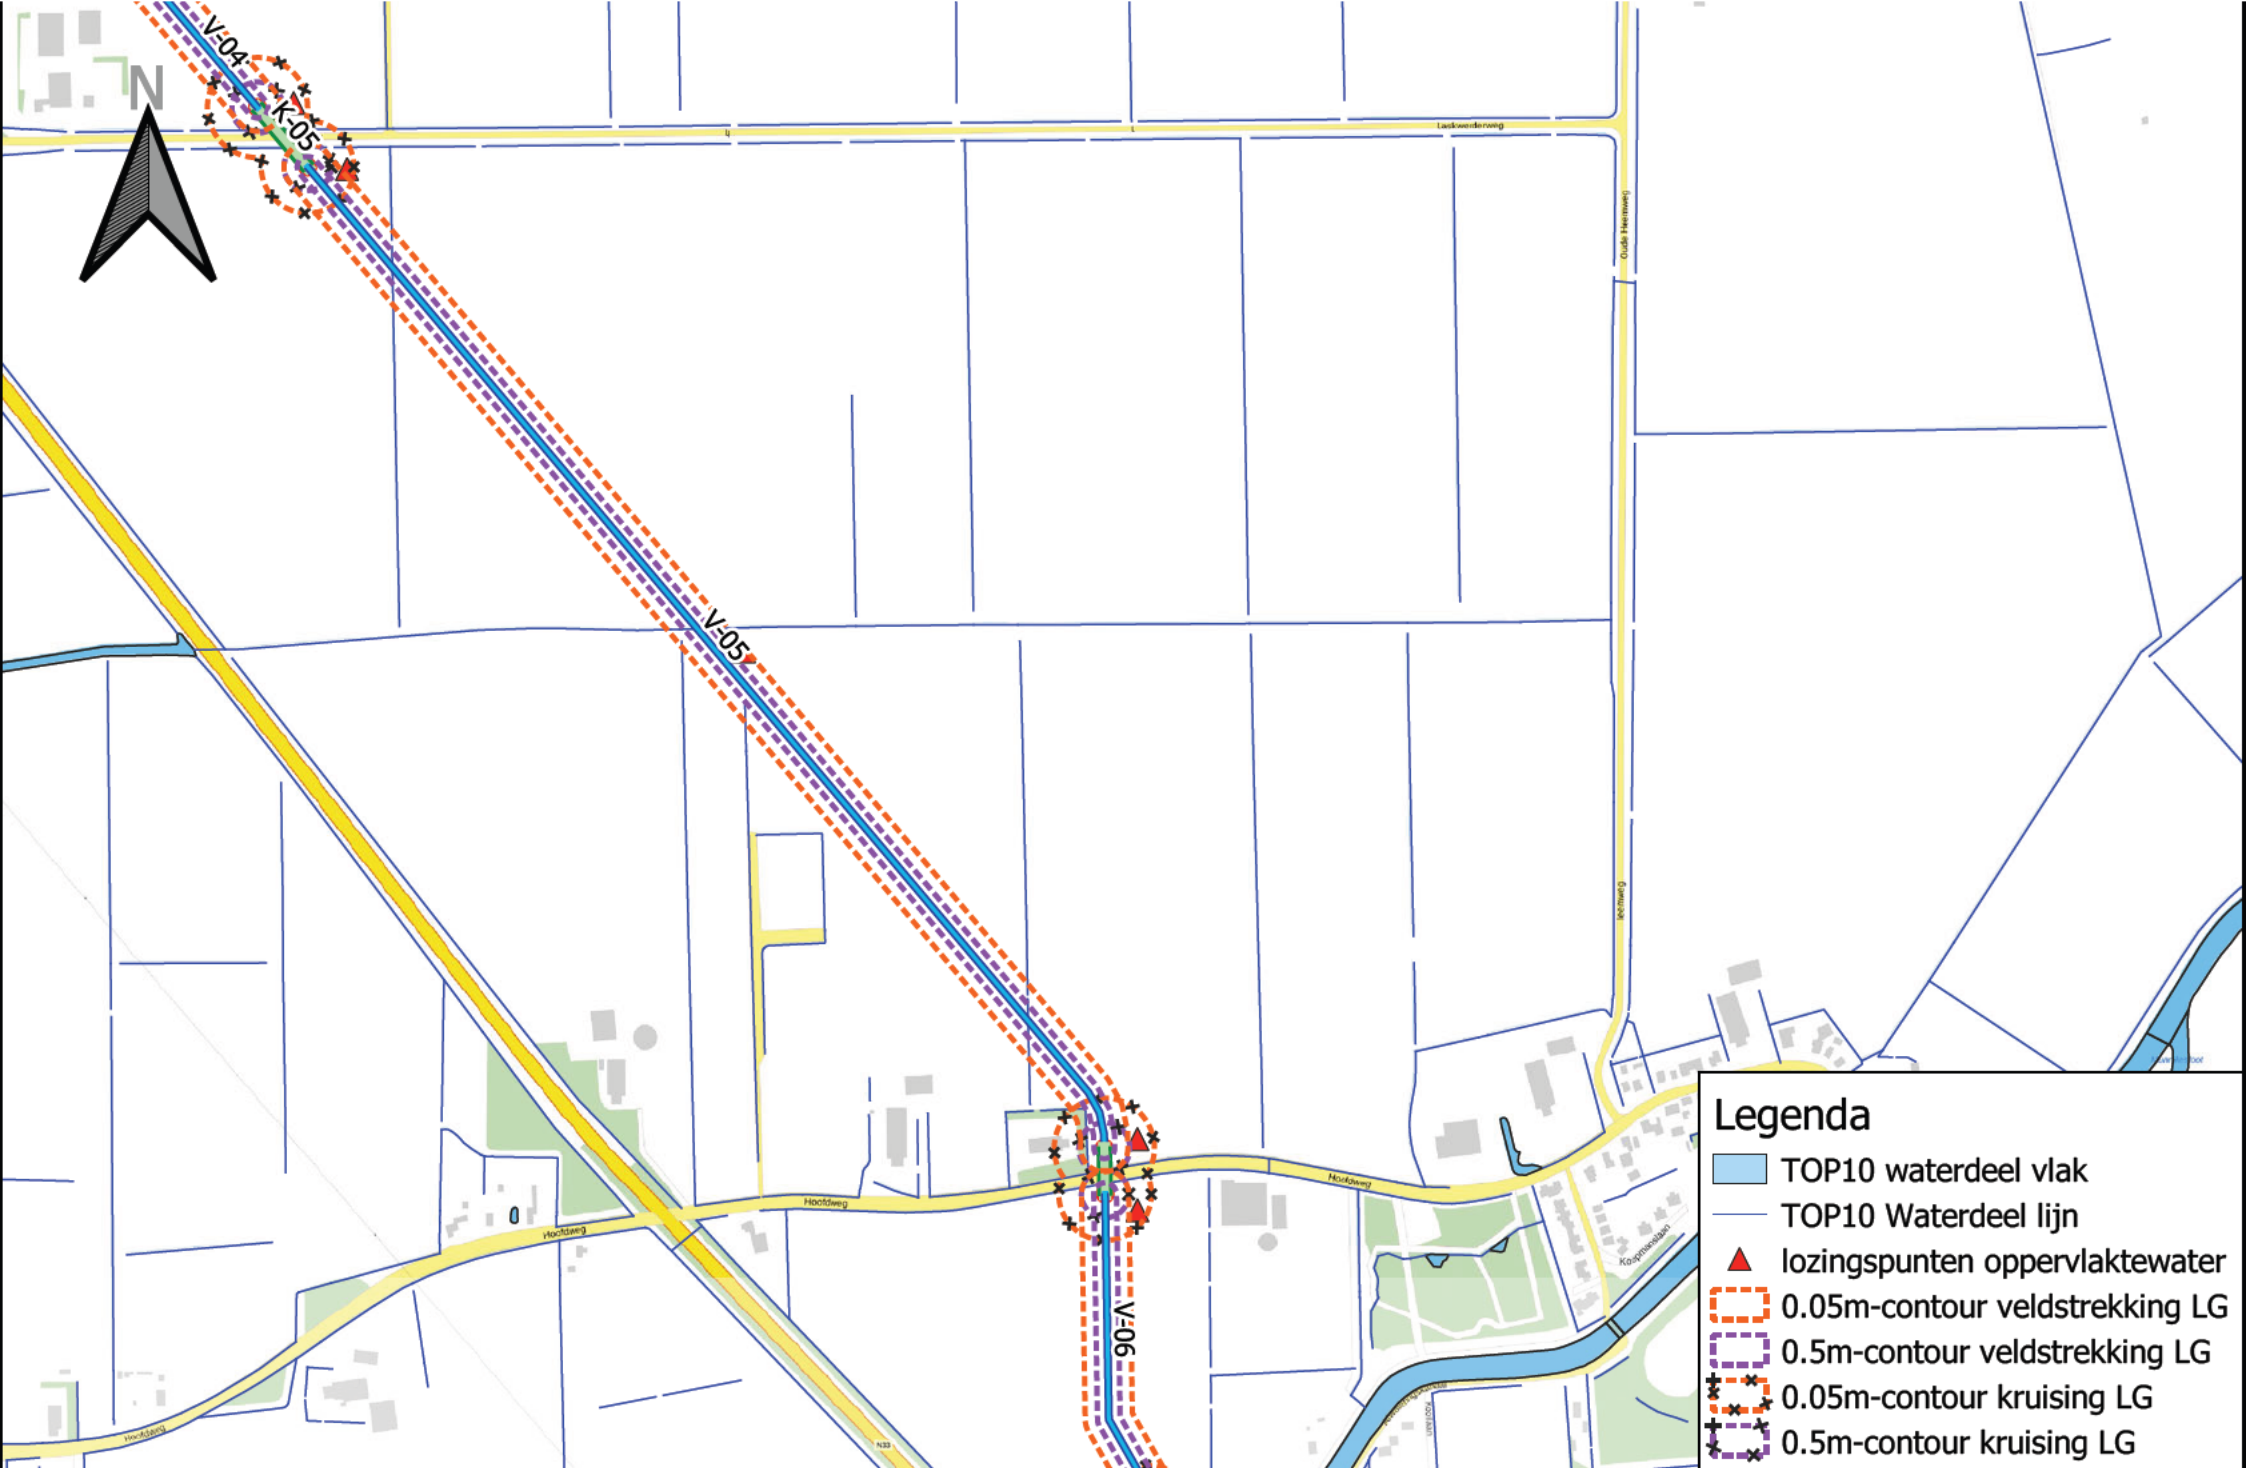 V-04
N
K-05
Laskwerderweg
Oude Heemweg
V-05
Heemweg
Hoofdweg
Hoofdweg
Hoofdweg
Koopmanslaan
V-06
Hoofdweg
N33
Legenda
TOP10 waterdeel vlak
TOP10 Waterdeel lijn
lozingspunten oppervlaktewater
0.05m-contour veldstrekking LG
0.5m-contour veldstrekking LG
0.05m-contour kruising LG
0.5m-contour kruising LG